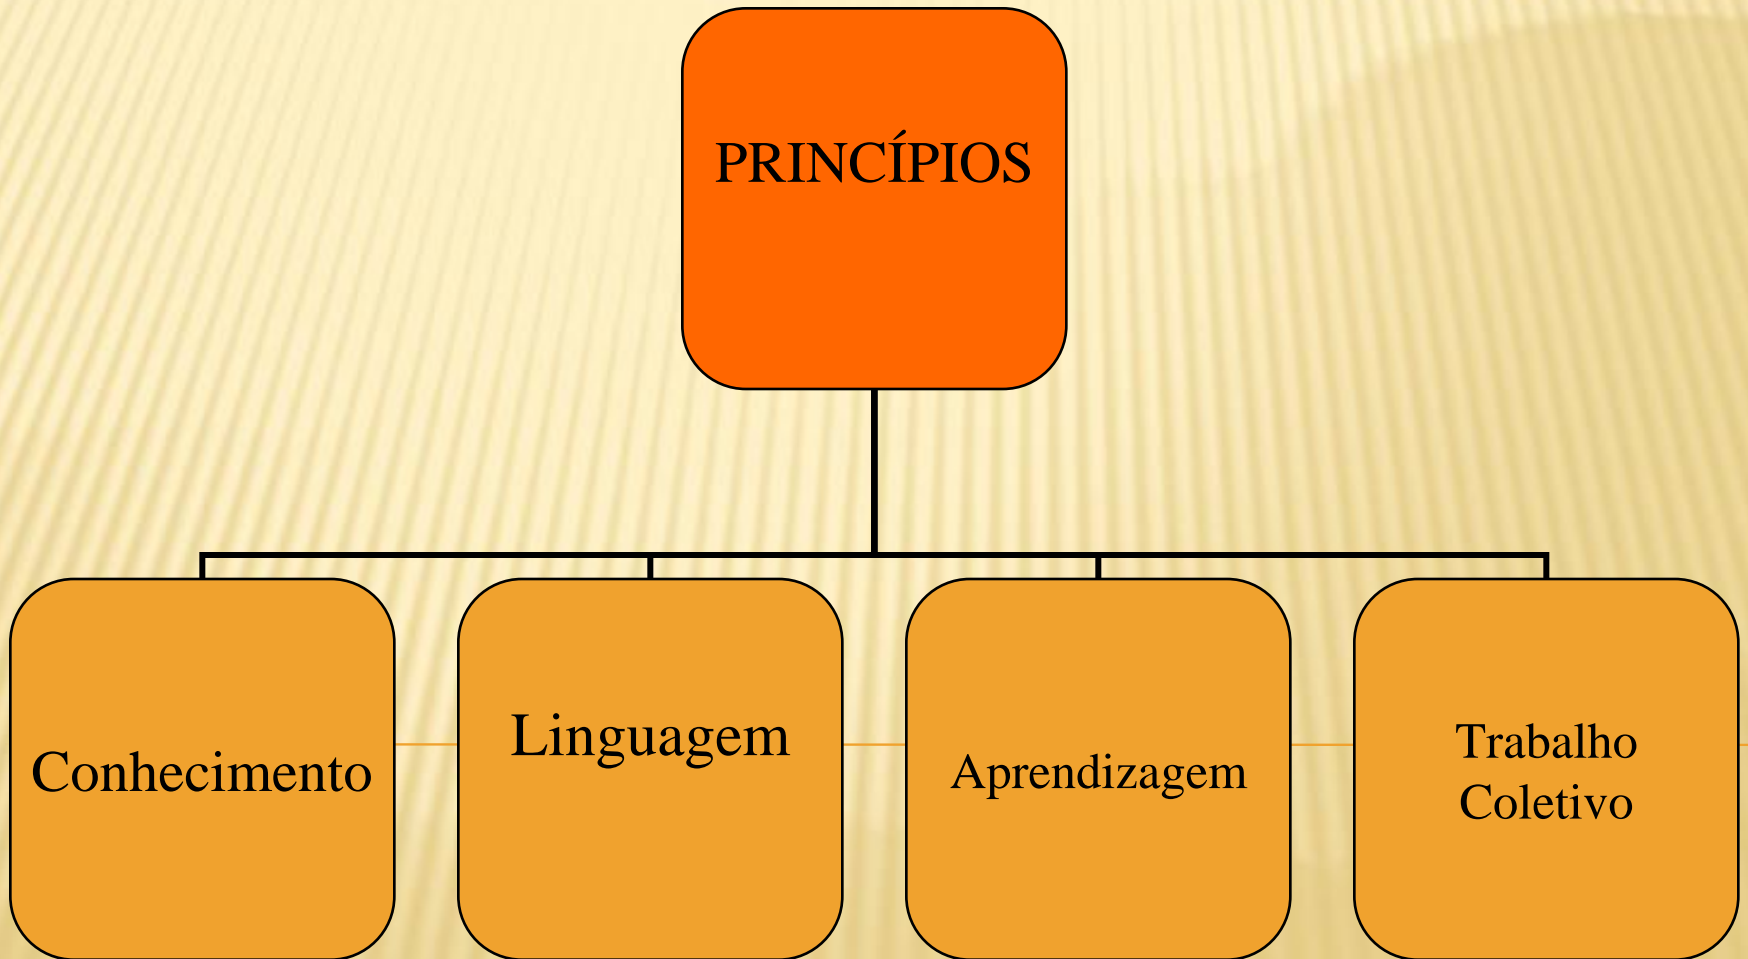 PRINCÍPIOS
Conhecimento
Linguagem
Aprendizagem
Trabalho
Coletivo